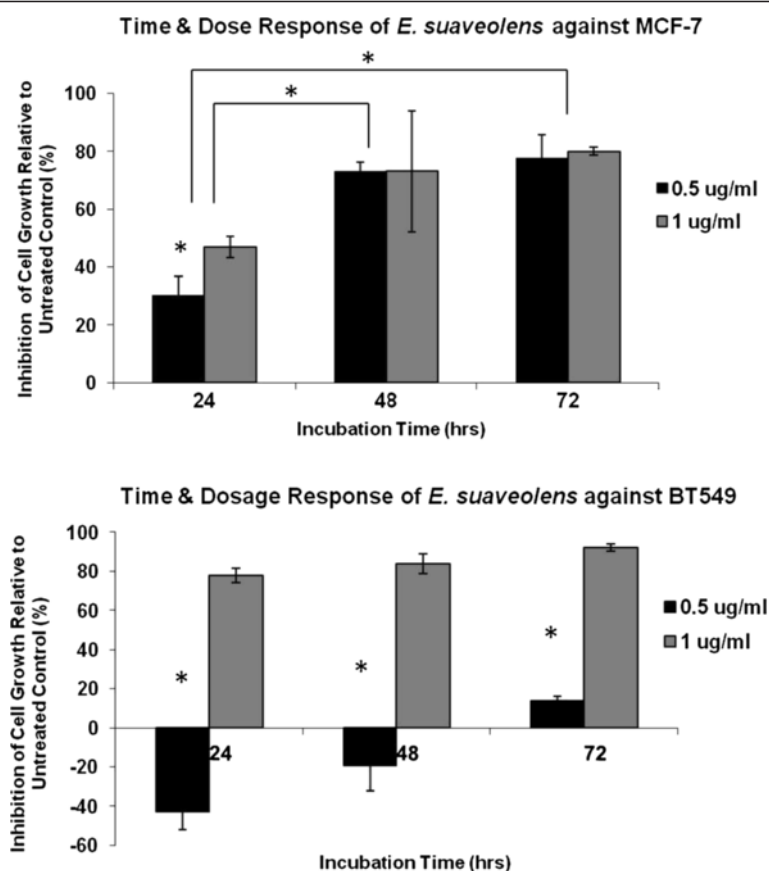 Time & Dose Response of E. suaveolens against MCF-7
*
*
*
100
80
60
40
20
0
Inhibition of Cell Growth Relative to
Untreated Control (%)
24 48 72
Incubation Time (hrs)
0.5 ug/ml
1 ug/ml
Time & Dosage Response of E. suaveolens against BT549
100
80
60
40
20
0
-20
-40
-60
Inhibition of Cell Growth Relative to
Untreated Control (%)
* * *
24 48 72
Incubation Time (hrs)
0.5 ug/ml
1 ug/ml